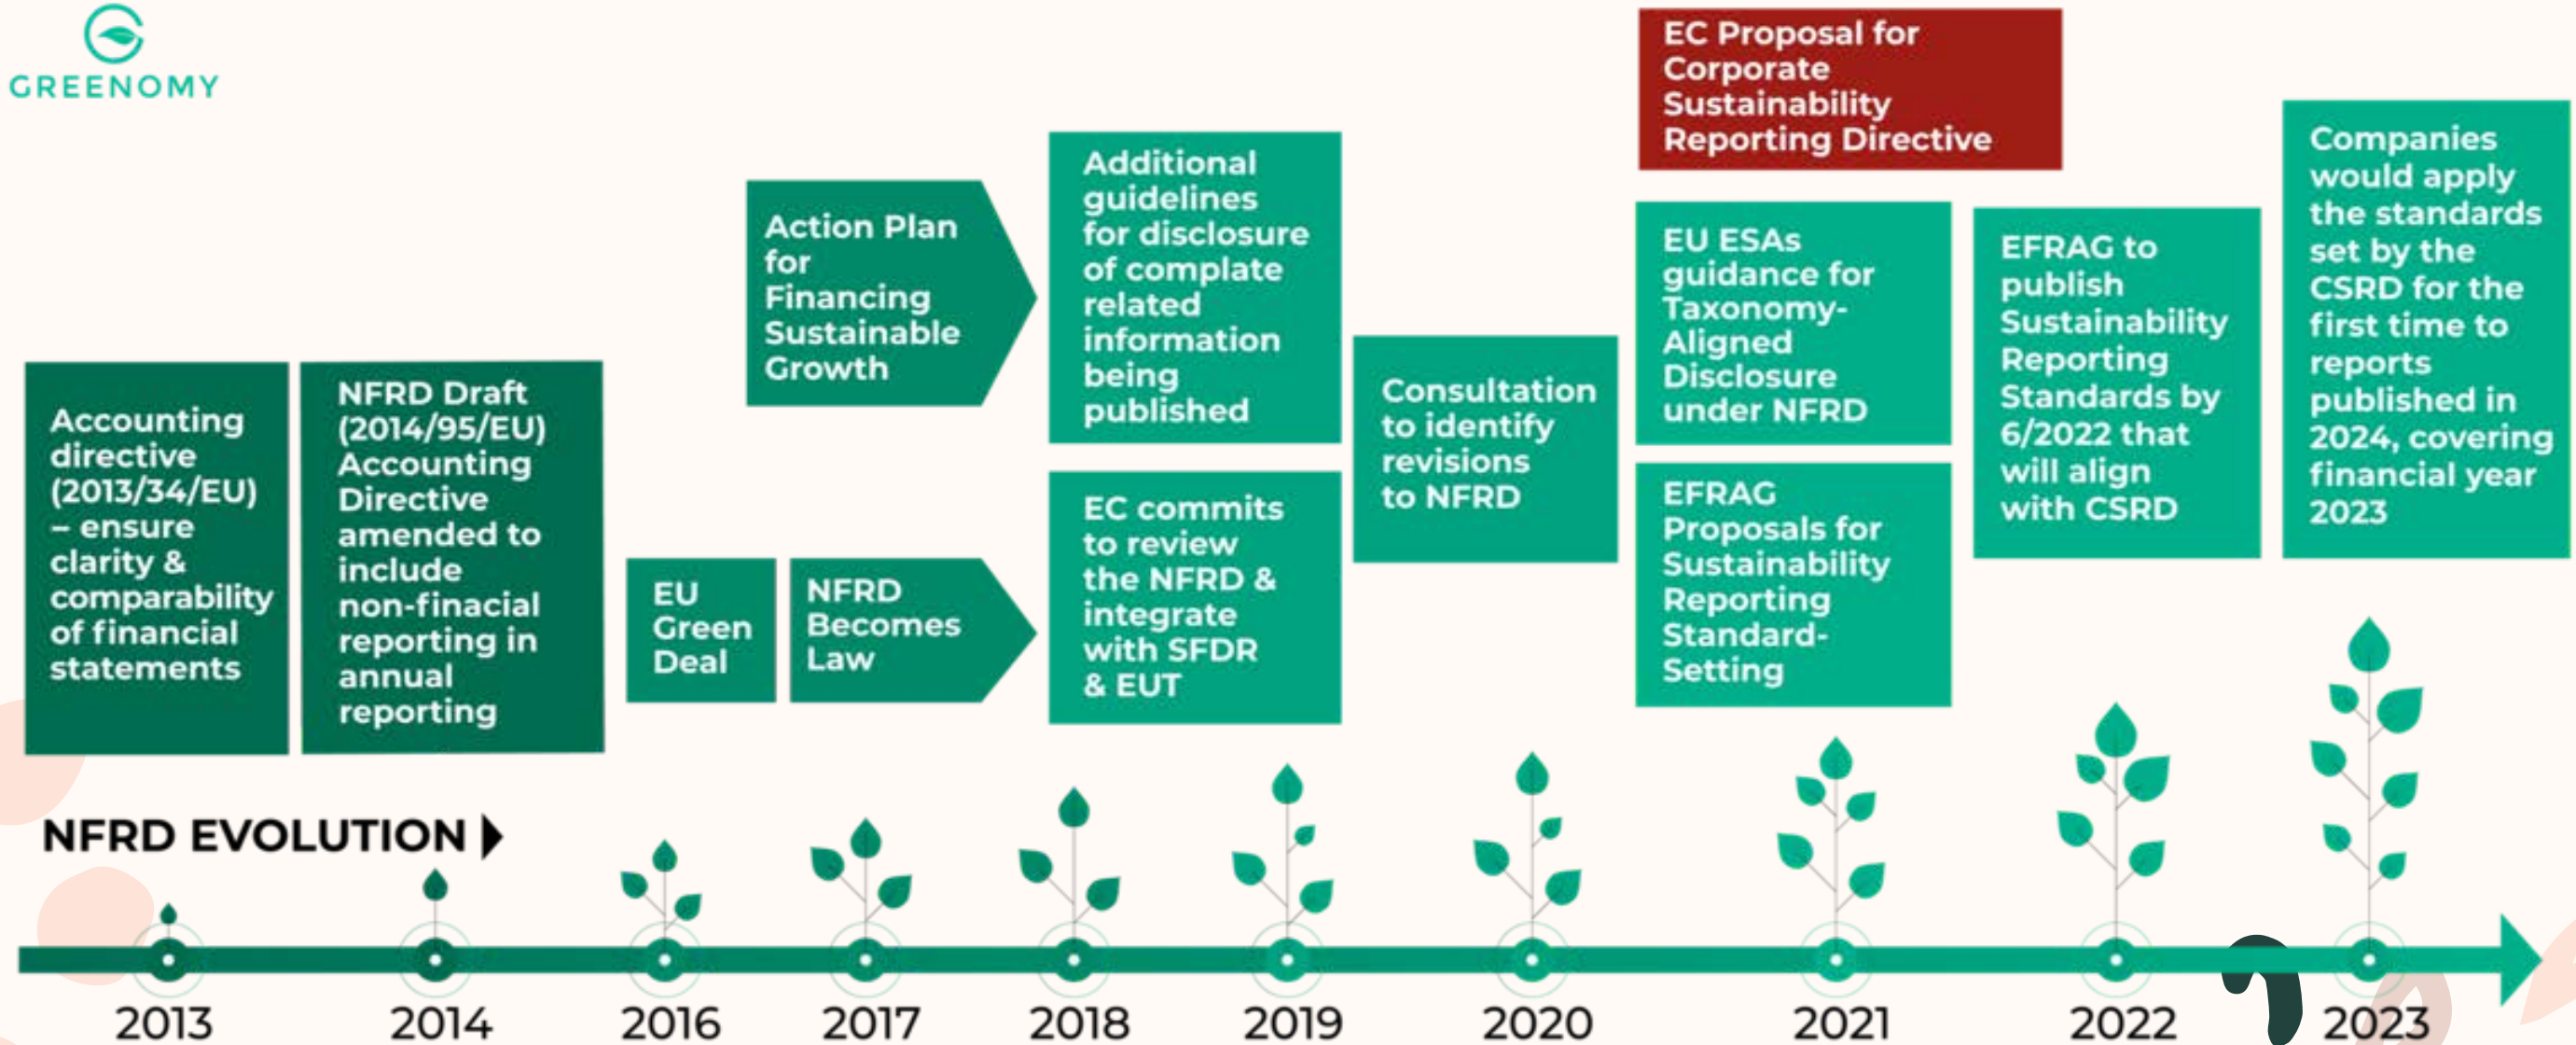 GREENOMY
Accounting
directive
(2013/34/EU)
– ensure
clarity &
comparability
of financial
statements
NFRD Draft
(2014/95/EU)
Accounting
Directive
amended to
include
non-finacial
reporting in
annual
reporting
EU
Green
Deal
Action Plan
for
Financing
Sustainable
Growth
NFRD
Becomes
Law
Additional
guidelines
for disclosure
of complate
related
information
being
published
EC commits
to review
the NFRD &
integrate
with SFDR
& EUT
Consultation
to identify
revisions
to NFRD
EC Proposal for
Corporate
Sustainability
Reporting Directive
EU ESAs
guidance for
Taxonomy-
Aligned
Disclosure
under NFRD
EFRAG
Proposals for
Sustainability
Reporting
Standard-
Setting
EFRAG to
publish
Sustainability
Reporting
Standards by
6/2022 that
will align
with CSRD
Companies
would apply
the standards
set by the
CSRD for the
first time to
reports
published in
2024, covering
financial year
2023
NFRD EVOLUTION
2013
2014
2016
2017
2018
2019
2020
2021
2022
2023